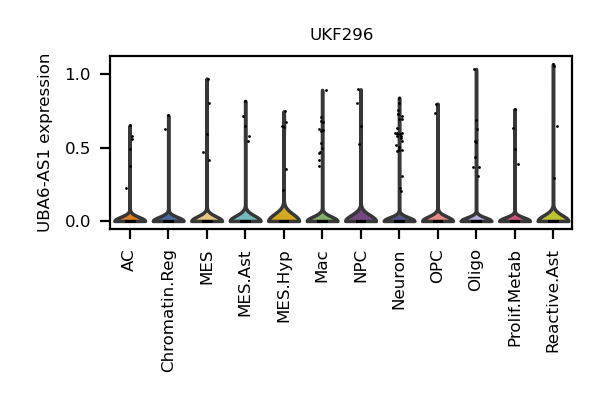 UKF296
UBA6-AS1 expression
1.0
0.5
0.0
AC
Chromatin.Reg
MES
MES.Ast
MES.Hyp
Mac
NPC
Neuron
OPC
Oligo
Prolif.Metab
Reactive.Ast